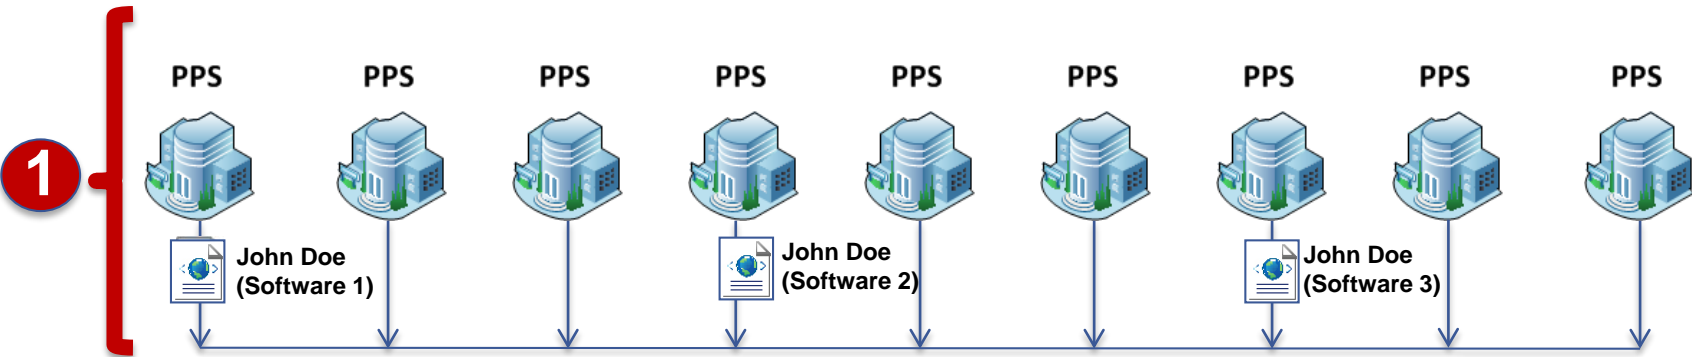 PPS PPS PPS PPS PPS PPS PPS PPS PPS
1
John Doe
(Software 1)
John Doe
(Software 2)
John Doe
(Software 3)